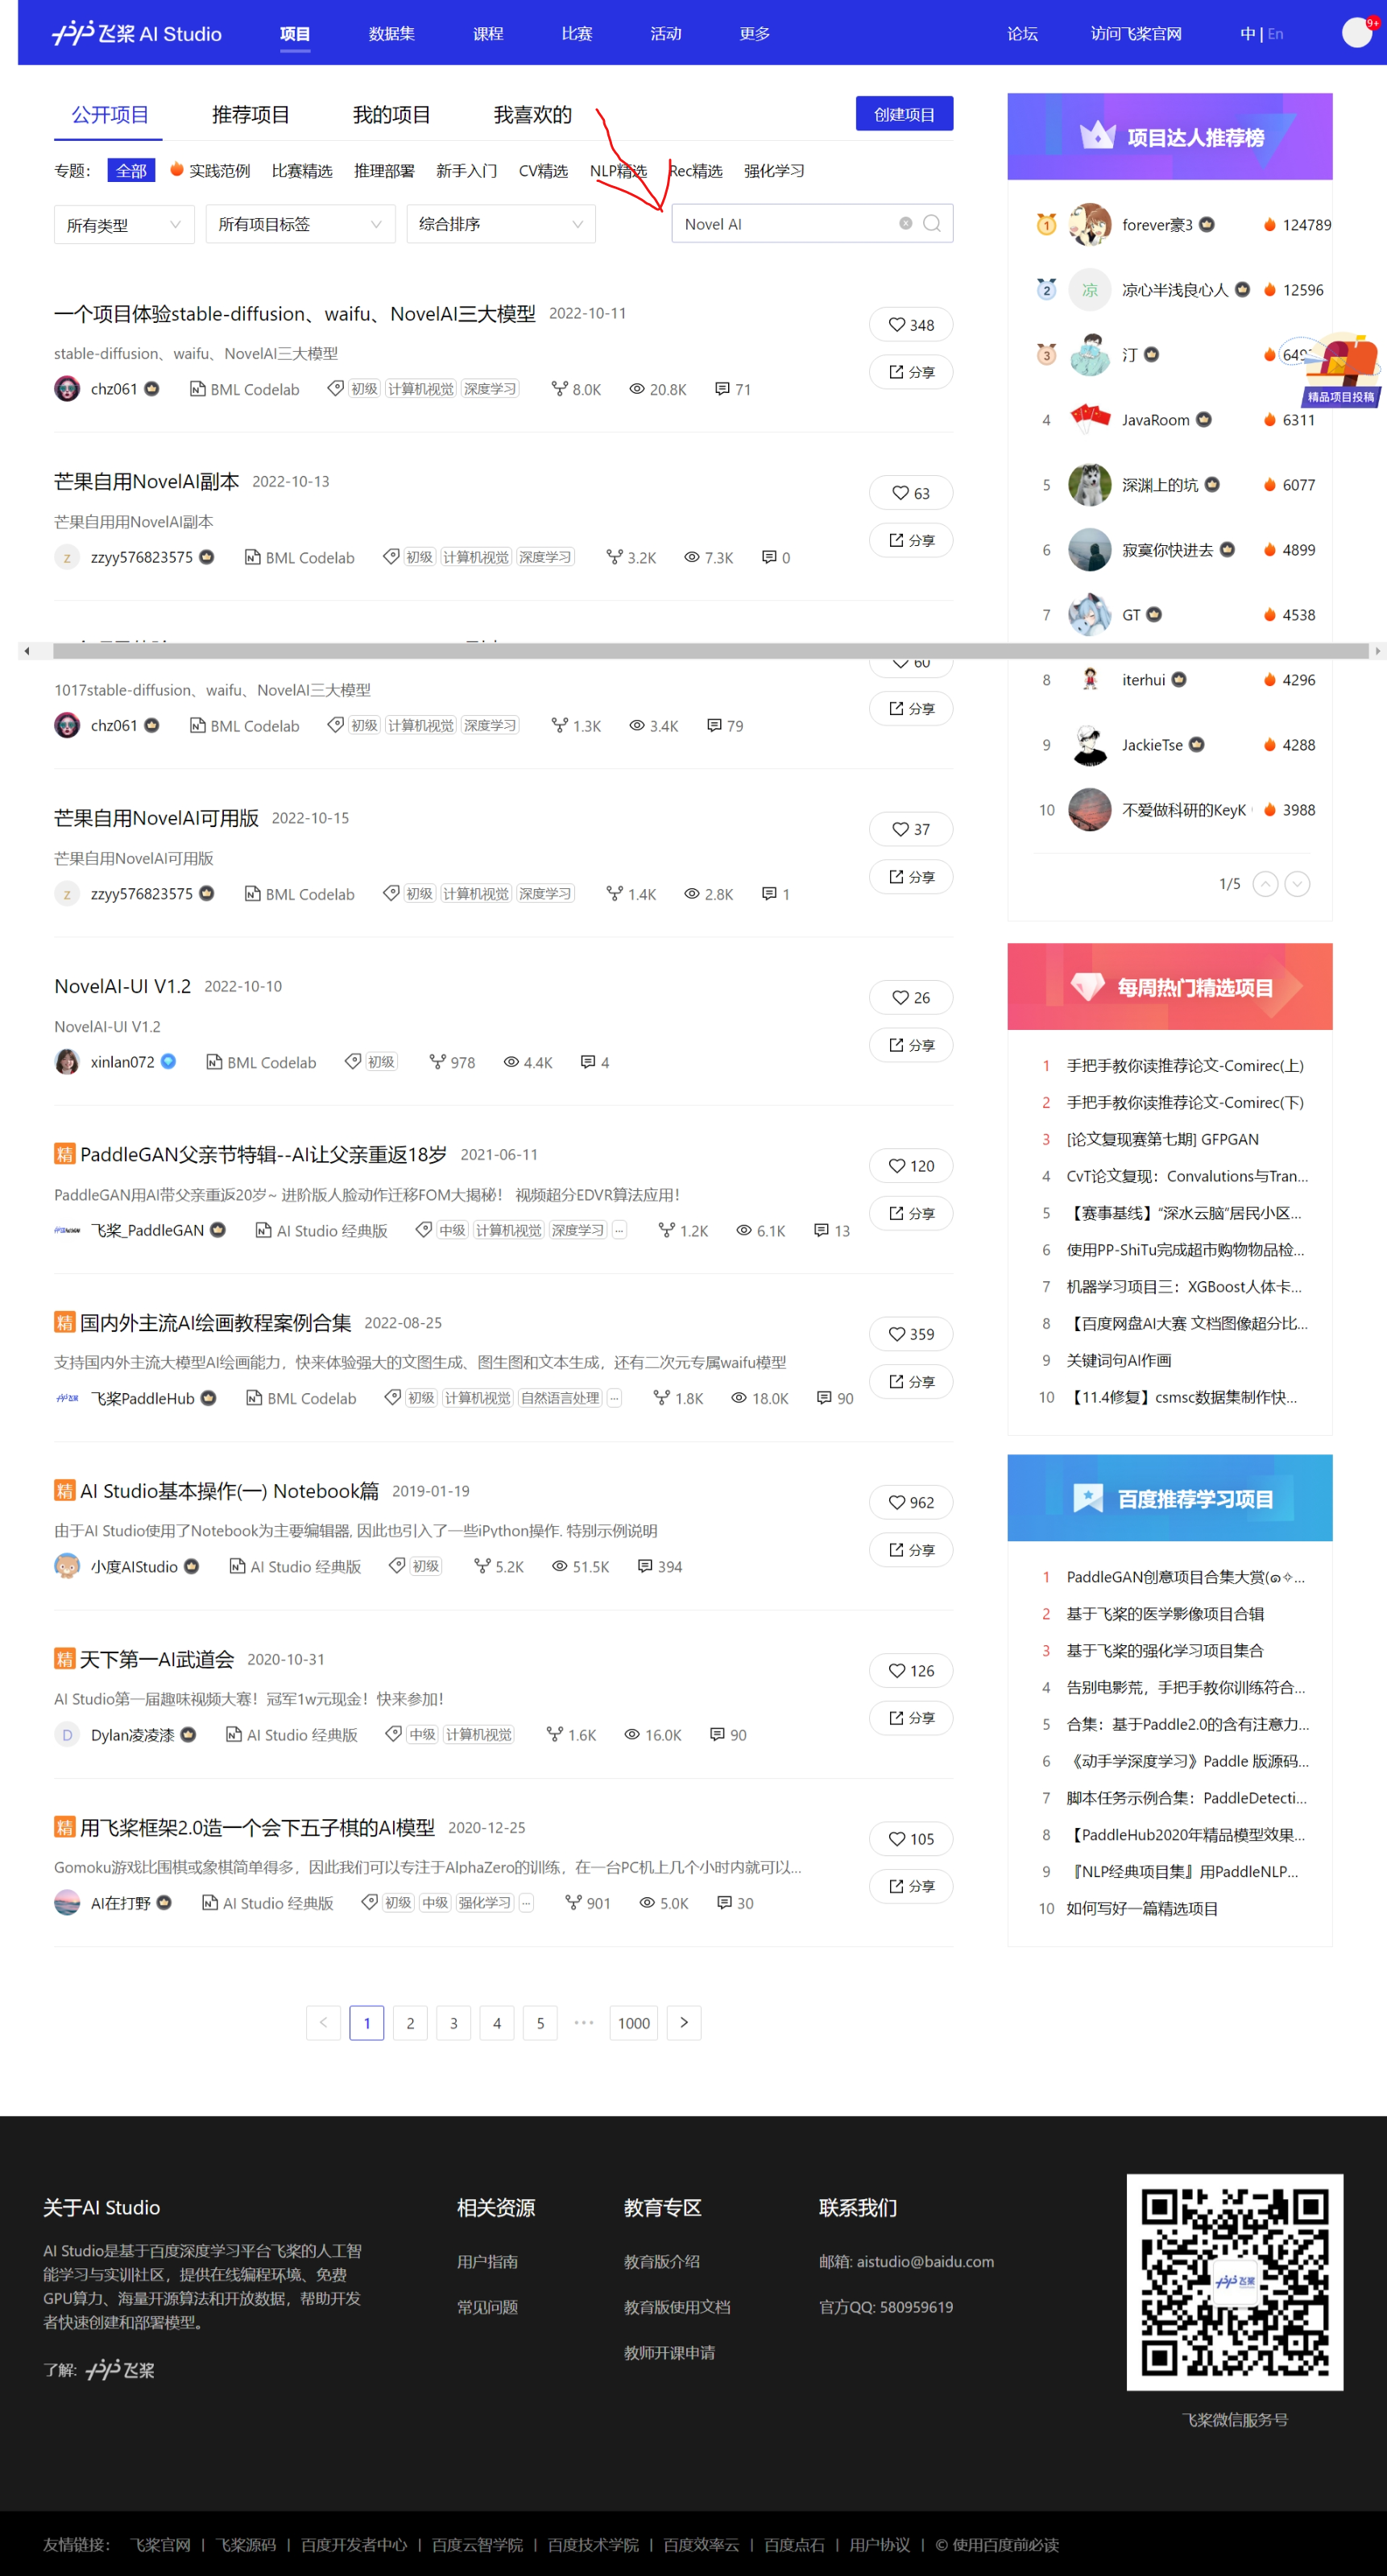 飞桨 AI Studio 项目 数据集 课程 比赛 活动 更多 论坛 访问飞桨官网 中 | En 9+
公开项目 推荐项目 我的项目 我喜欢的 创建项目
专题： 全部 实践范例 比赛精选 推理部署 新手入门 CV精选 NLP精选 Rec精选 强化学习
所有类型 所有项目标签 综合排序 Novel AI
一个项目体验stable-diffusion、waifu、NovelAI三大模型 2022-10-11 348
stable-diffusion、waifu、NovelAI三大模型
chz061 BML Codelab 初级 计算机视觉 深度学习 8.0K 20.8K 71 分享
芒果自用NovelAI副本 2022-10-13 63
芒果自用用NovelAI副本
z zzyy576823575 BML Codelab 初级 计算机视觉 深度学习 3.2K 7.3K 0 分享
60
1017stable-diffusion、waifu、NovelAI三大模型
chz061 BML Codelab 初级 计算机视觉 深度学习 1.3K 3.4K 79 分享
芒果自用NovelAI可用版 2022-10-15 37
芒果自用NovelAI可用版
z zzyy576823575 BML Codelab 初级 计算机视觉 深度学习 1.4K 2.8K 1 分享
NovelAI-UI V1.2 2022-10-10 26
NovelAI-UI V1.2
xinlan072 BML Codelab 初级 978 4.4K 4 分享
精 PaddleGAN父亲节特辑--AI让父亲重返18岁 2021-06-11 120
PaddleGAN用AI带父亲重返20岁~ 进阶版人脸动作迁移FOM大揭秘！ 视频超分EDVR算法应用！
飞桨_PaddleGAN AI Studio 经典版 中级 计算机视觉 深度学习 ... 1.2K 6.1K 13 分享
精 国内外主流AI绘画教程案例合集 2022-08-25 359
支持国内外主流大模型AI绘画能力，快来体验强大的文图生成、图生图和文本生成，还有二次元专属waifu模型
飞桨PaddleHub BML Codelab 初级 计算机视觉 自然语言处理 ... 1.8K 18.0K 90 分享
精 AI Studio基本操作(一) Notebook篇 2019-01-19 962
由于AI Studio使用了Notebook为主要编辑器, 因此也引入了一些iPython操作. 特别示例说明
小度AIStudio AI Studio 经典版 初级 5.2K 51.5K 394 分享
精 天下第一AI武道会 2020-10-31 126
AI Studio第一届趣味视频大赛！冠军1w元现金！快来参加！
D Dylan凌凌漆 AI Studio 经典版 中级 计算机视觉 1.6K 16.0K 90 分享
精 用飞桨框架2.0造一个会下五子棋的AI模型 2020-12-25 105
Gomoku游戏比围棋或象棋简单得多，因此我们可以专注于AlphaZero的训练，在一台PC机上几个小时内就可以...
AI在打野 AI Studio 经典版 初级 中级 强化学习 ... 901 5.0K 30 分享
1 2 3 4 5 ••• 1000
项目达人推荐榜
1 forever豪3 124789
2 凉 凉心半浅良心人 12596
3 汀
精品项目投稿
4 JavaRoom 6311
5 深渊上的坑 6077
6 寂寞你快进去 4899
7 GT 4538
8 iterhui 4296
9 JackieTse 4288
10 不爱做科研的KeyK 3988
1/5
每周热门精选项目
1 手把手教你读推荐论文-Comirec(上)
2 手把手教你读推荐论文-Comirec(下)
3 [论文复现赛第七期] GFPGAN
4 CvT论文复现：Convalutions与Tran...
5 【赛事基线】“深水云脑”居民小区...
6 使用PP-ShiTu完成超市购物物品检...
7 机器学习项目三：XGBoost人体卡...
8 【百度网盘AI大赛 文档图像超分比...
9 关键词句AI作画
10 【11.4修复】csmsc数据集制作快...
百度推荐学习项目
1 PaddleGAN创意项目合集大赏(๑✧...
2 基于飞桨的医学影像项目合辑
3 基于飞桨的强化学习项目集合
4 告别电影荒，手把手教你训练符合...
5 合集：基于Paddle2.0的含有注意力...
6 《动手学深度学习》Paddle 版源码...
7 脚本任务示例合集：PaddleDetecti...
8 【PaddleHub2020年精品模型效果...
9 『NLP经典项目集』用PaddleNLP...
10 如何写好一篇精选项目
关于AI Studio
AI Studio是基于百度深度学习平台飞桨的人工智
能学习与实训社区，提供在线编程环境、免费
GPU算力、海量开源算法和开放数据，帮助开发
者快速创建和部署模型。
了解: 飞桨
相关资源
用户指南
常见问题
教育专区
教育版介绍
教育版使用文档
教师开课申请
联系我们
邮箱: aistudio@baidu.com
官方QQ: 580959619
飞桨
飞桨微信服务号
友情链接： 飞桨官网 | 飞桨源码 | 百度开发者中心 | 百度云智学院 | 百度技术学院 | 百度效率云 | 百度点石 | 用户协议 | © 使用百度前必读